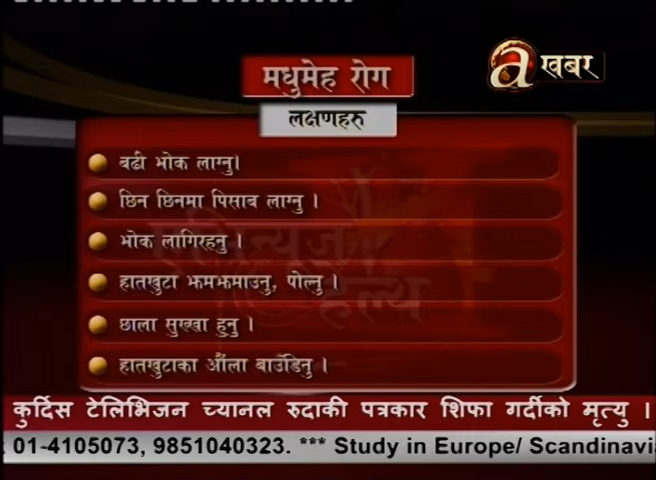 मधुमेह रोग
a खबर
लक्षणहरु
बढी भोक लाग्नु।
छिन छिनमा पिसाब लाग्नु ।
भोक लागिरहनु ।
हातखुटा झमझमाउनु, पोल्नु ।
छाला सुख्खा हुनु ।
हातखुटाका औंला बाउँडिनु ।
कुर्दिस टेलिभिजन च्यानल रुदाकी पत्रकार शिफा गर्दीको मृत्यु ।
01-4105073, 9851040323. *** Study in Europe/ Scandinavi